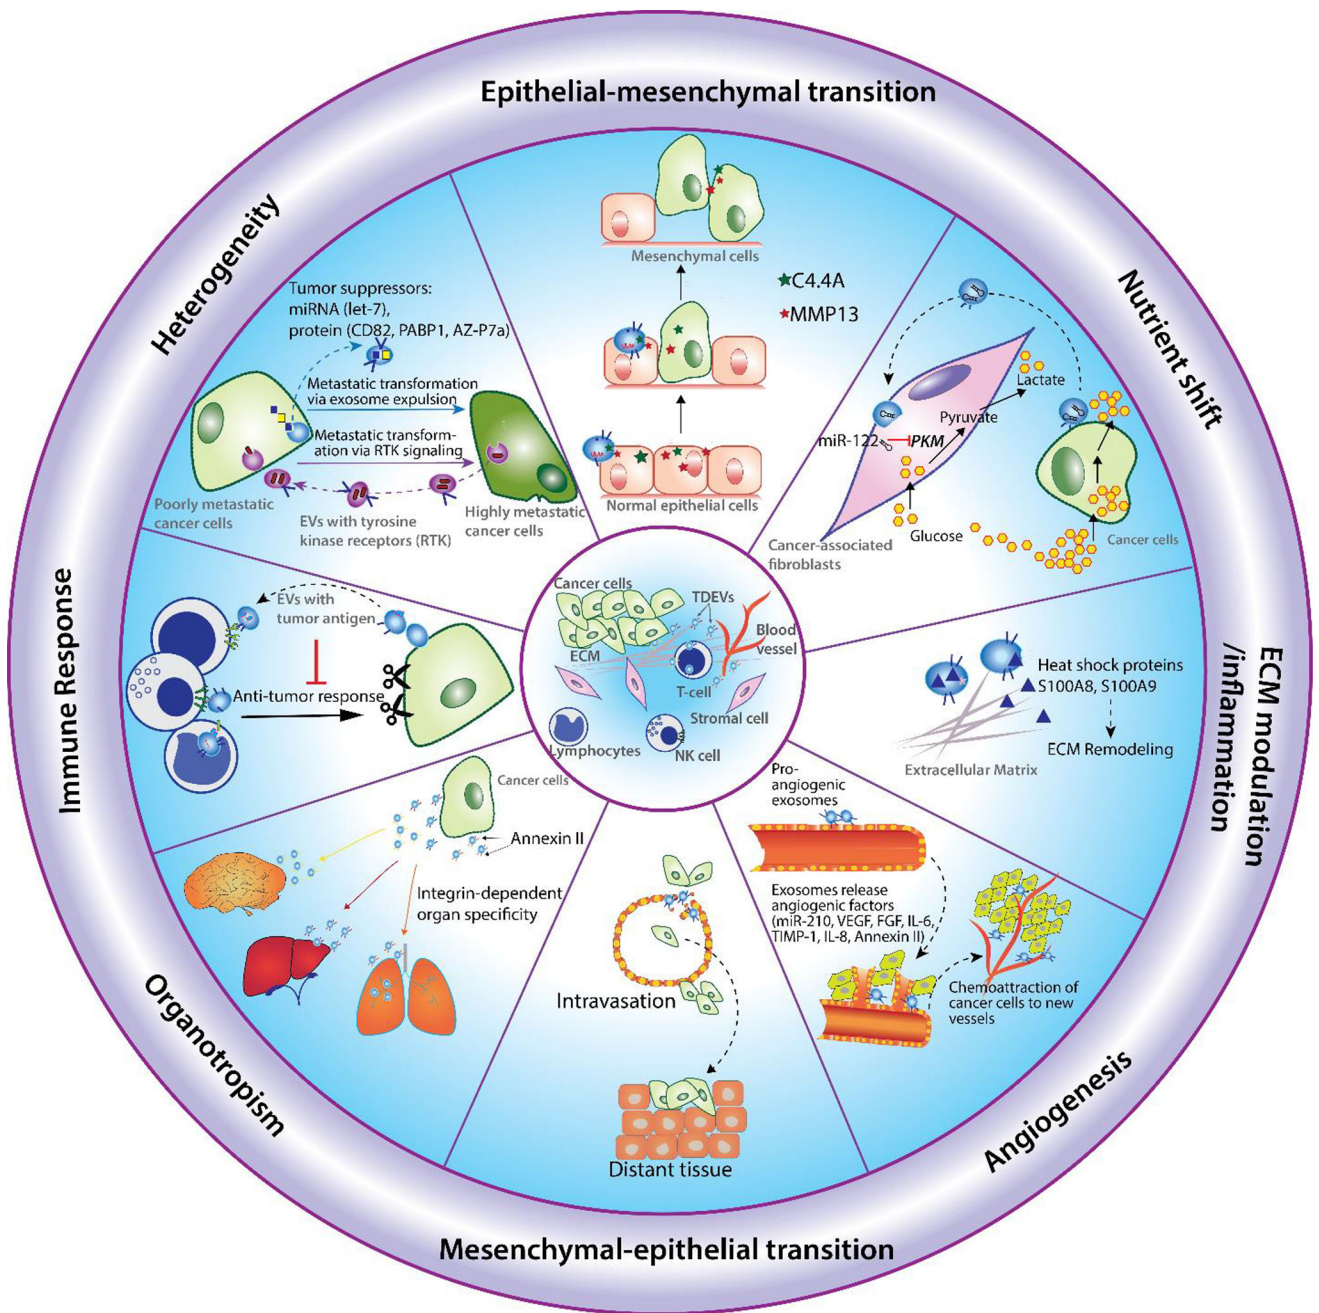 Epithelial-mesenchymal transition
Mesenchymal cells
C4.4A
MMP13
Normal epithelial cells
Nutrient shift
Lactate
Pyruvate
miR-122
PKM
Glucose
Cancer-associated
fibroblasts
Cancer cells
ECM modulation
/inflammation
Heat shock proteins
S100A8, S100A9
ECM Remodeling
Extracellular Matrix
Angiogenesis
Pro-
angiogenic
exosomes
Exosomes release
angiogenic factors
(miR-210, VEGF, FGF, IL-6,
TIMP-1, IL-8, Annexin II)
Chemoattraction of
cancer cells to new
vessels
Mesenchymal-epithelial transition
Intravasation
Distant tissue
Organotropism
Cancer cells
Annexin II
Integrin-dependent
organ specificity
Immune Response
EVs with
tumor antigen
Anti-tumor response
Heterogeneity
Tumor suppressors:
miRNA (let-7),
protein (CD82, PABP1, AZ-P7a)
Metastatic transformation
via exosome expulsion
Metastatic transform-
ation via RTK signaling
Poorly metastatic
cancer cells
EVs with tyrosine
kinase receptors (RTK)
Highly metastatic
cancer cells
Cancer cells
TDEVs
Blood
vessel
ECM
T-cell
Stromal cell
Lymphocytes
NK cell